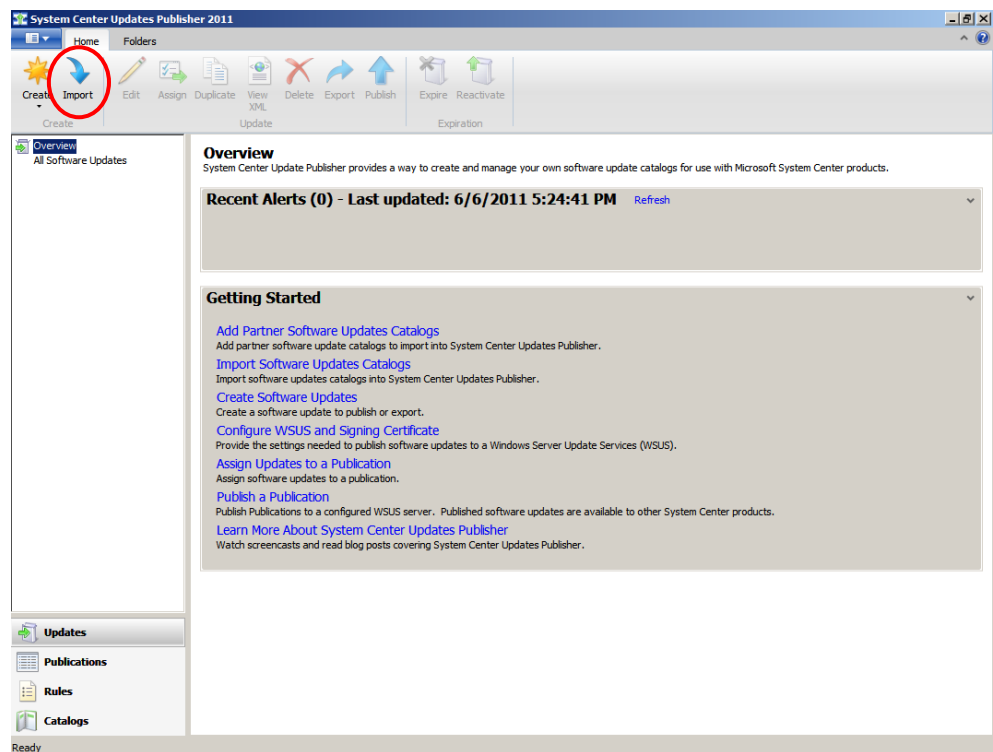 System Center Updates Publisher 2011
Home Folders
Create Import Edit Assign Duplicate View XML Delete Export Publish Expire Reactivate
Create Update Expiration
Overview
All Software Updates
Overview
System Center Update Publisher provides a way to create and manage your own software update catalogs for use with Microsoft System Center products.
Recent Alerts (0) - Last updated: 6/6/2011 5:24:41 PM Refresh
Getting Started
Add Partner Software Updates Catalogs
Add partner software update catalogs to import into System Center Updates Publisher.
Import Software Updates Catalogs
Import software updates catalogs into System Center Updates Publisher.
Create Software Updates
Create a software update to publish or export.
Configure WSUS and Signing Certificate
Provide the settings needed to publish software updates to a Windows Server Update Services (WSUS).
Assign Updates to a Publication
Assign software updates to a publication.
Publish a Publication
Publish Publications to a configured WSUS server. Published software updates are available to other System Center products.
Learn More About System Center Updates Publisher
Watch screencasts and read blog posts covering System Center Updates Publisher.
Updates
Publications
Rules
Catalogs
Ready